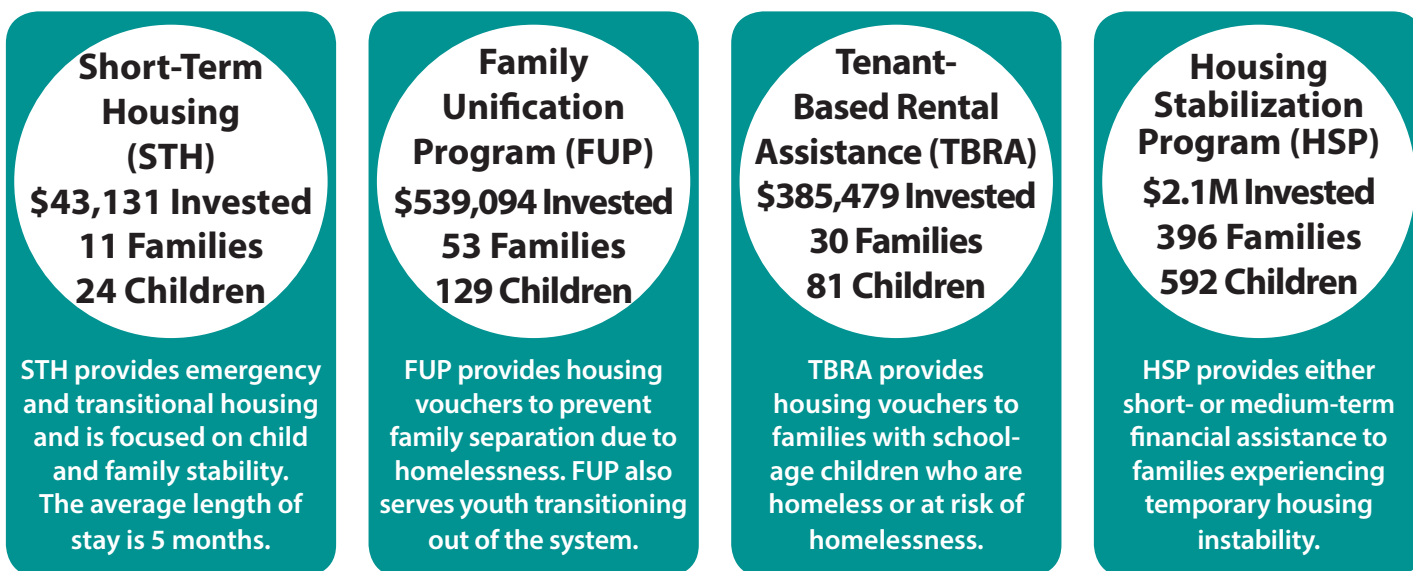 Short-Term
Housing
(STH)
$43,131 Invested
11 Families
24 Children
STH provides emergency
and transitional housing
and is focused on child
and family stability.
The average length of
stay is 5 months.
Family
Unification
Program (FUP)
$539,094 Invested
53 Families
129 Children
FUP provides housing
vouchers to prevent
family separation due to
homelessness. FUP also
serves youth transitioning
out of the system.
Tenant-
Based Rental
Assistance (TBRA)
$385,479 Invested
30 Families
81 Children
TBRA provides
housing vouchers to
families with school-
age children who are
homeless or at risk of
homelessness.
Housing
Stabilization
Program (HSP)
$2.1M Invested
396 Families
592 Children
HSP provides either
short- or medium-term
financial assistance to
families experiencing
temporary housing
instability.